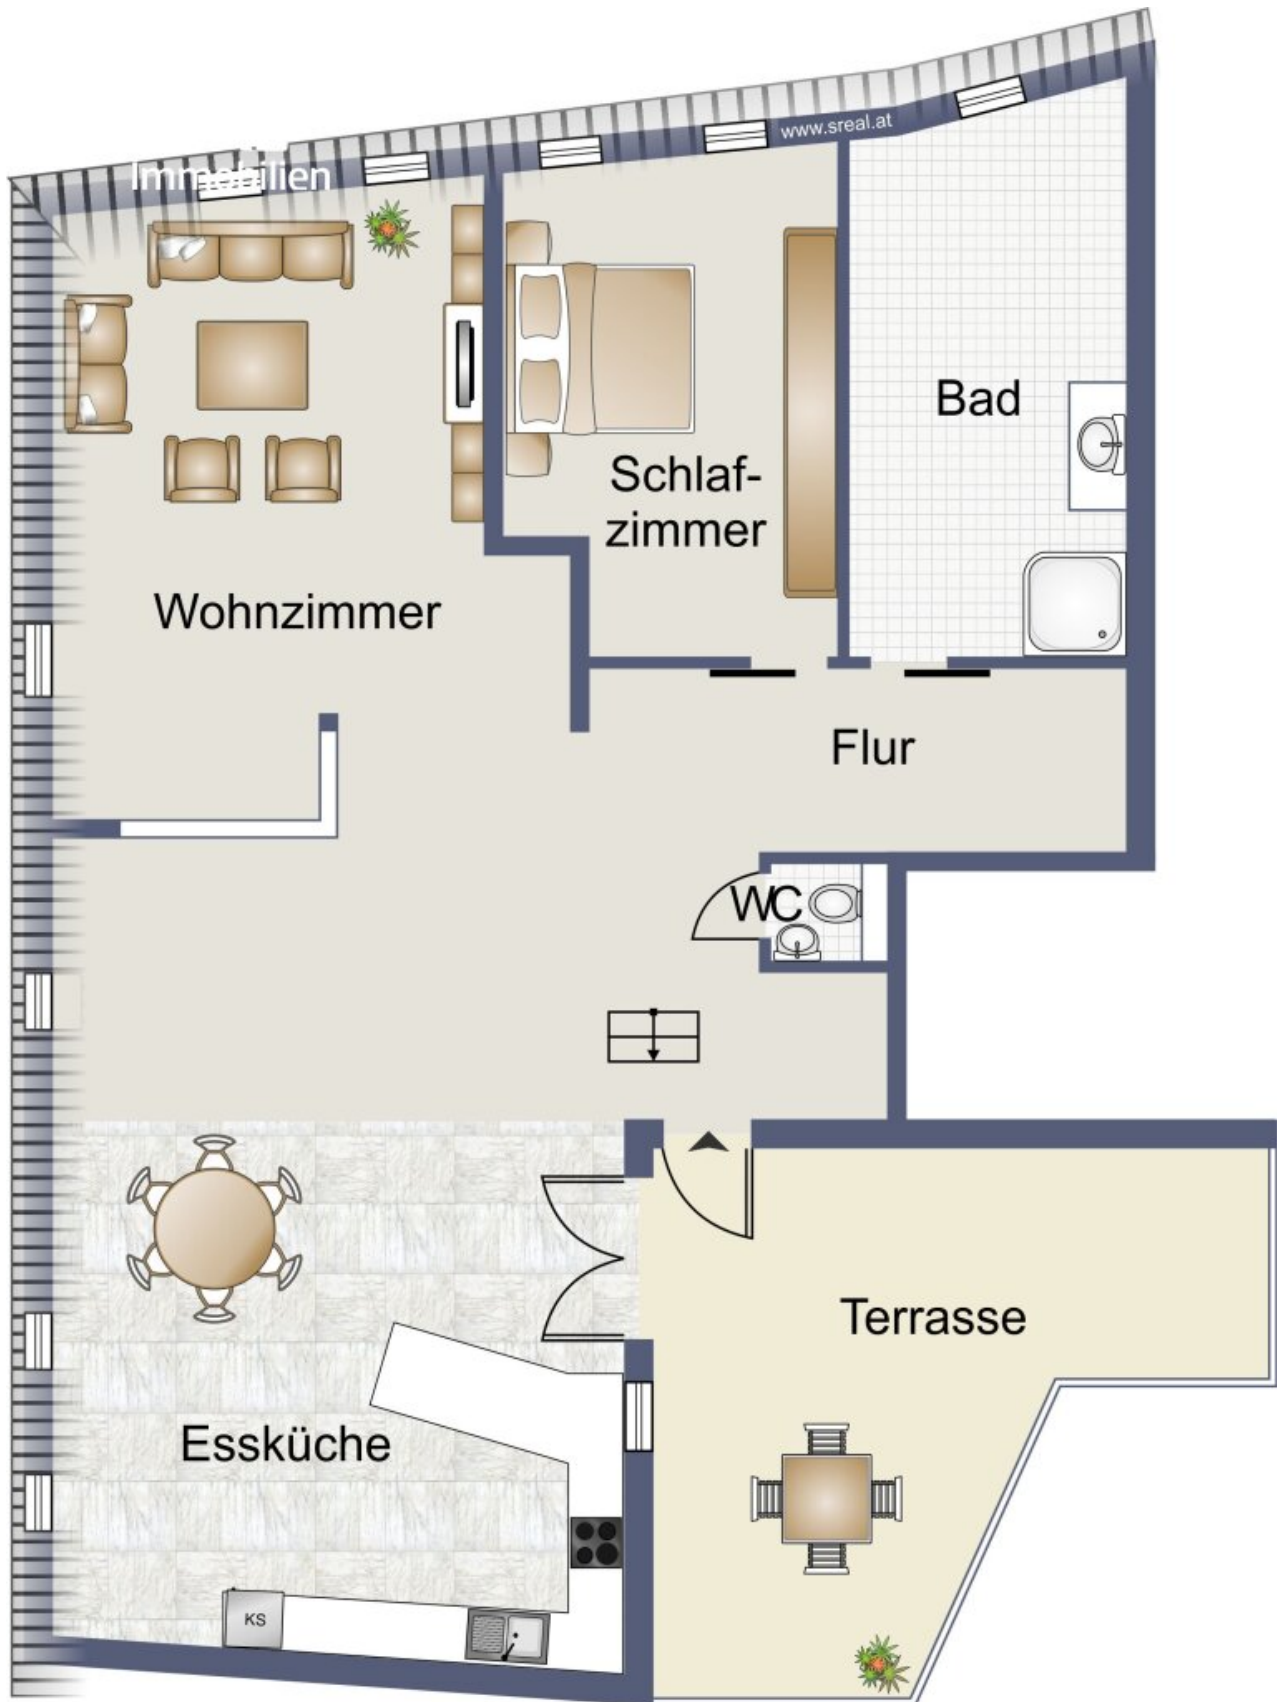 www.sreal.at
Immobilien
Bad
Schlaf-
zimmer
Wohnzimmer
Flur
WC
Terrasse
Essküche
KS